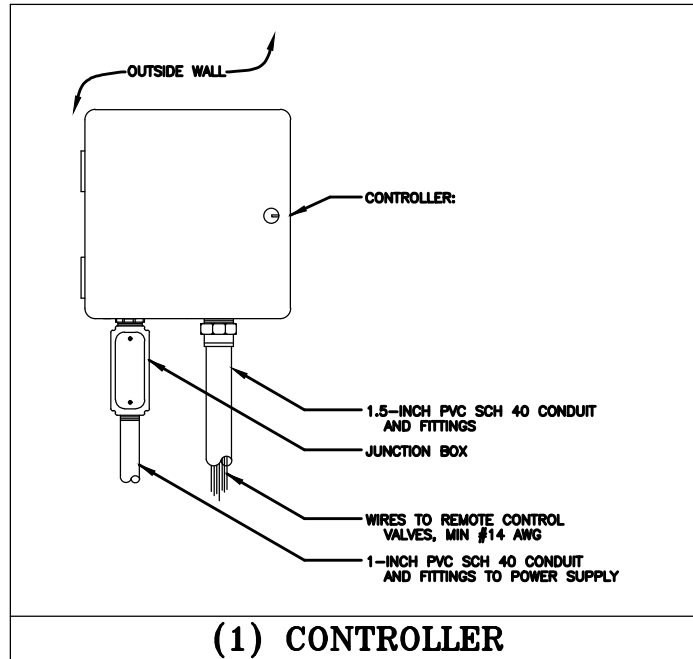 OUTSIDE WALL
CONTROLLER:
1.5-INCH PVC SCH 40 CONDUIT
AND FITTINGS
JUNCTION BOX
WIRES TO REMOTE CONTROL
VALVES, MIN #14 AWG
1-INCH PVC SCH 40 CONDUIT
AND FITTINGS TO POWER SUPPLY
(1) CONTROLLER